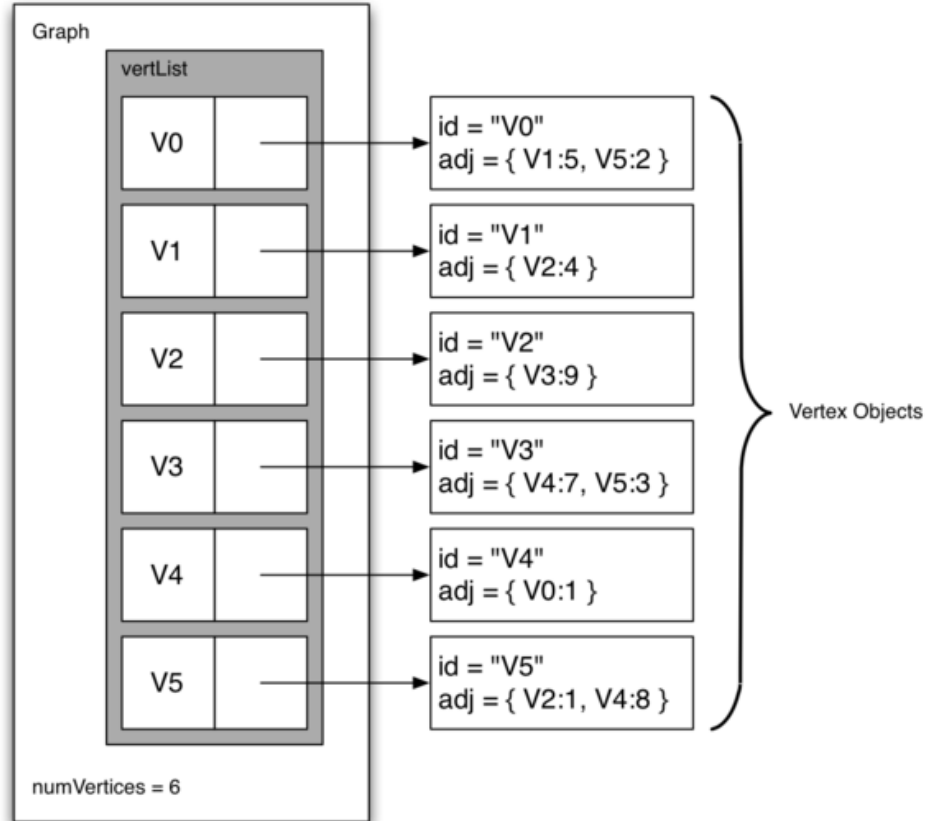 Graph
vertList
V0
id = "V0"
adj = { V1:5, V5:2 }
V1
id = "V1"
adj = { V2:4 }
V2
id = "V2"
adj = { V3:9 }
V3
id = "V3"
adj = { V4:7, V5:3 }
V4
id = "V4"
adj = { V0:1 }
V5
id = "V5"
adj = { V2:1, V4:8 }
Vertex Objects
numVertices = 6